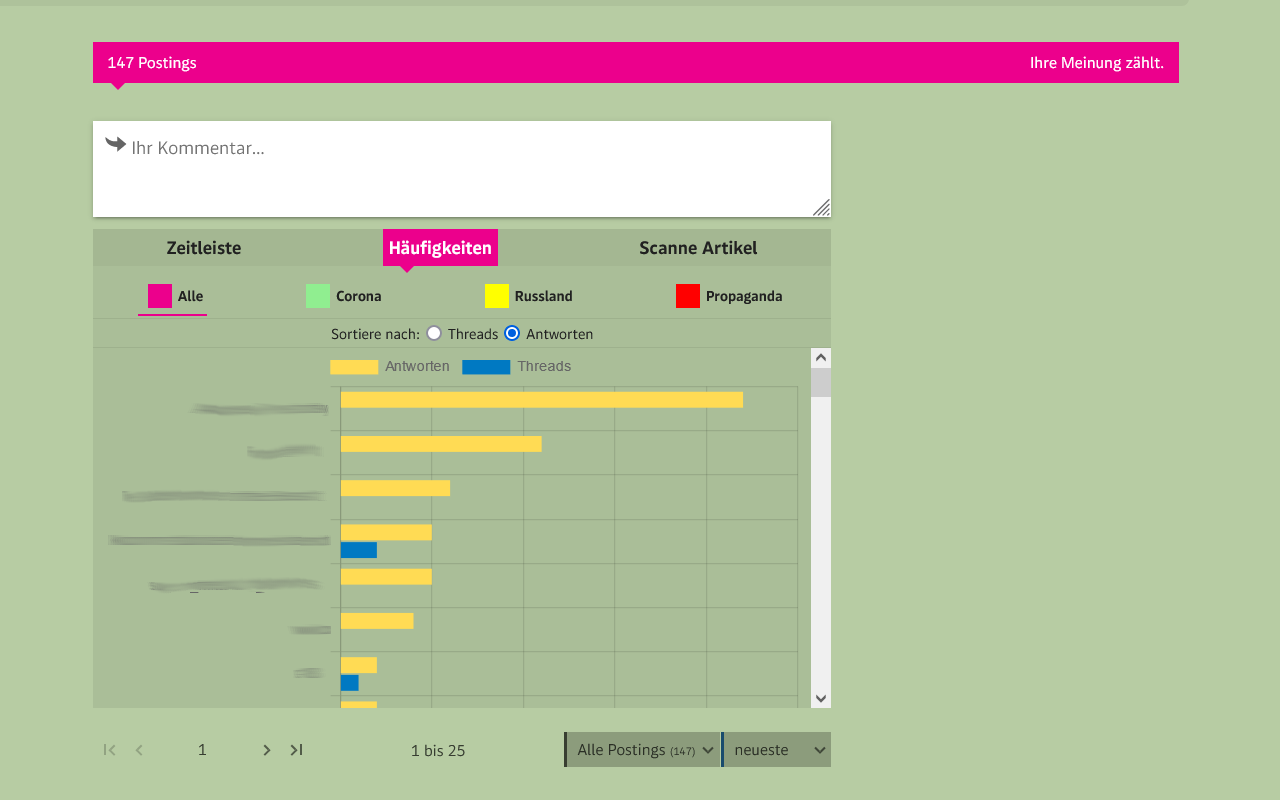 147 Postings Ihre Meinung zählt.
Ihr Kommentar...
Zeitleiste Häufigkeiten Scanne Artikel
Alle Corona Russland Propaganda
Sortiere nach: Threads Antworten
Antworten Threads
1 1 bis 25 Alle Postings (147) neueste